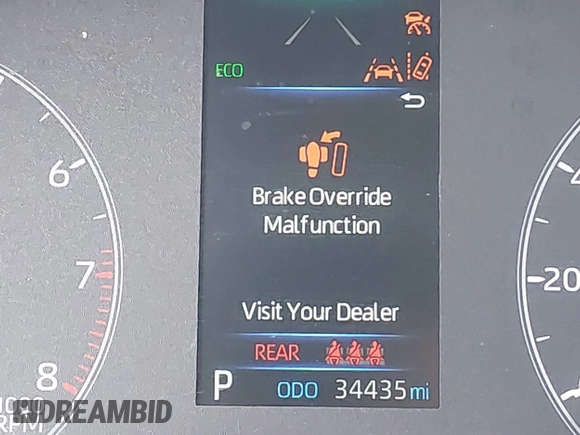 ECO
Brake Override
Malfunction
Visit Your Dealer
REAR
P ODO 34435 mi
6
7
8
RPM
20
DREAMBID